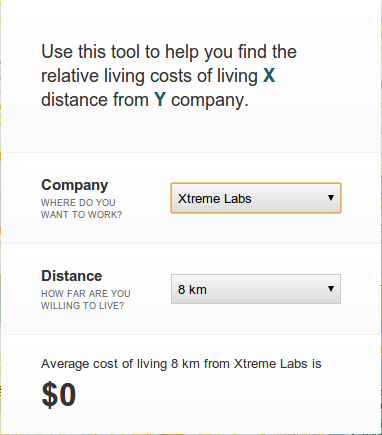 Use this tool to help you find the
relative living costs of living X
distance from Y company.
Company
WHERE DO YOU
WANT TO WORK?
Xtreme Labs
Distance
HOW FAR ARE YOU
WILLING TO LIVE?
8 km
Average cost of living 8 km from Xtreme Labs is
$0